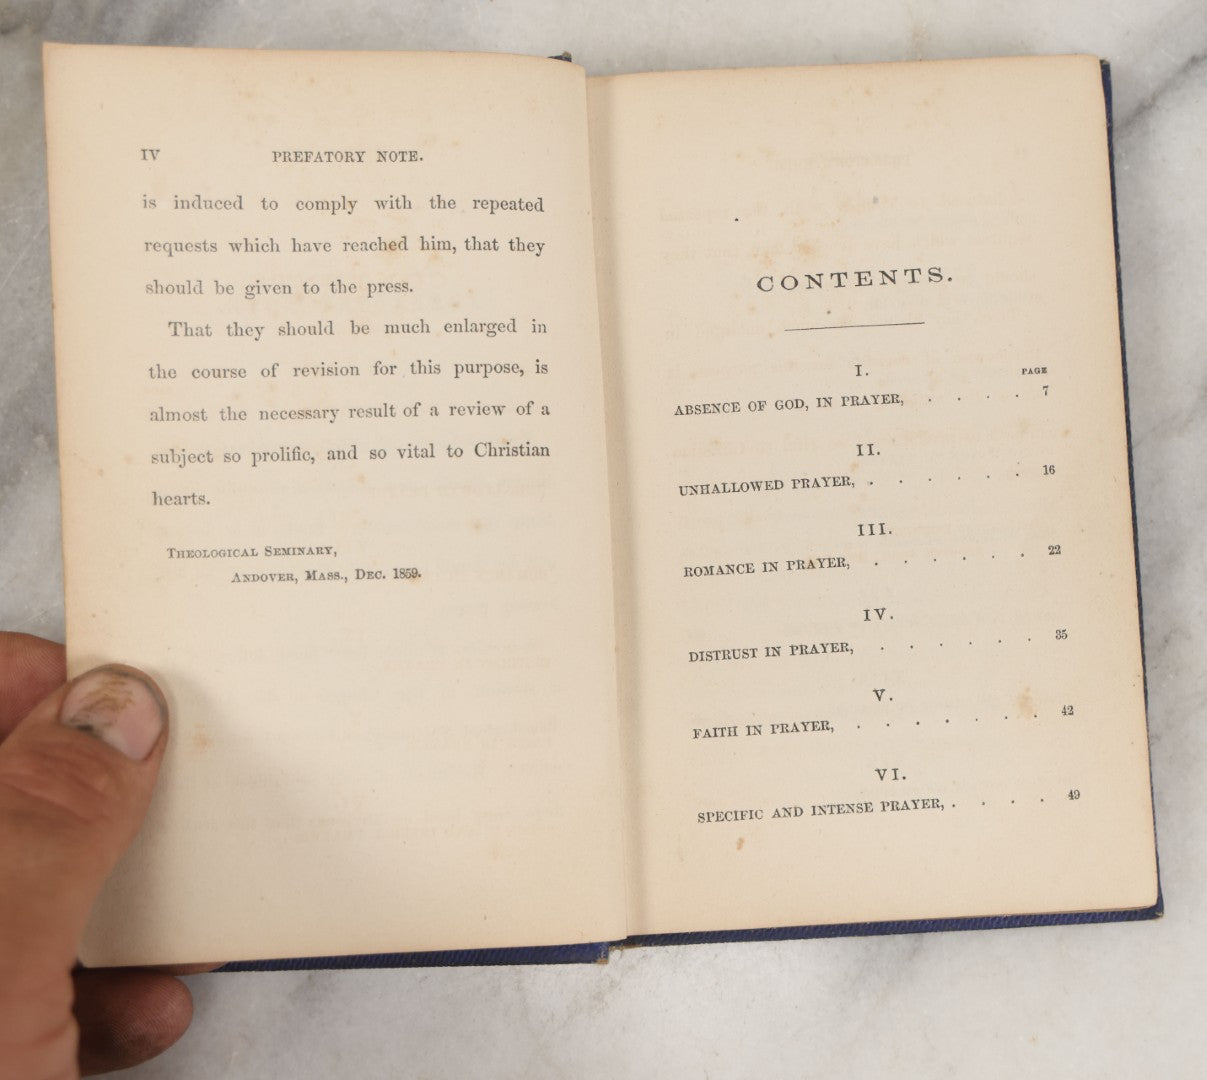 IV PREFATORY NOTE.
is induced to comply with the repeated
requests which have reached him, that they
should be given to the press.
That they should be much enlarged in
the course of revision for this purpose, is
almost the necessary result of a review of a
subject so prolific, and so vital to Christian
hearts.
THEOLOGICAL SEMINARY,
ANDOVER, MASS., DEC. 1859.
CONTENTS.
I. PAGE
ABSENCE OF GOD, IN PRAYER, . . . . 7
II.
UNHALLOWED PRAYER, . . . . . . 16
III.
ROMANCE IN PRAYER, . . . . . . 22
IV.
DISTRUST IN PRAYER, . . . . . . 35
V.
FAITH IN PRAYER, . . . . . . . 42
VI.
SPECIFIC AND INTENSE PRAYER, . . . . 49